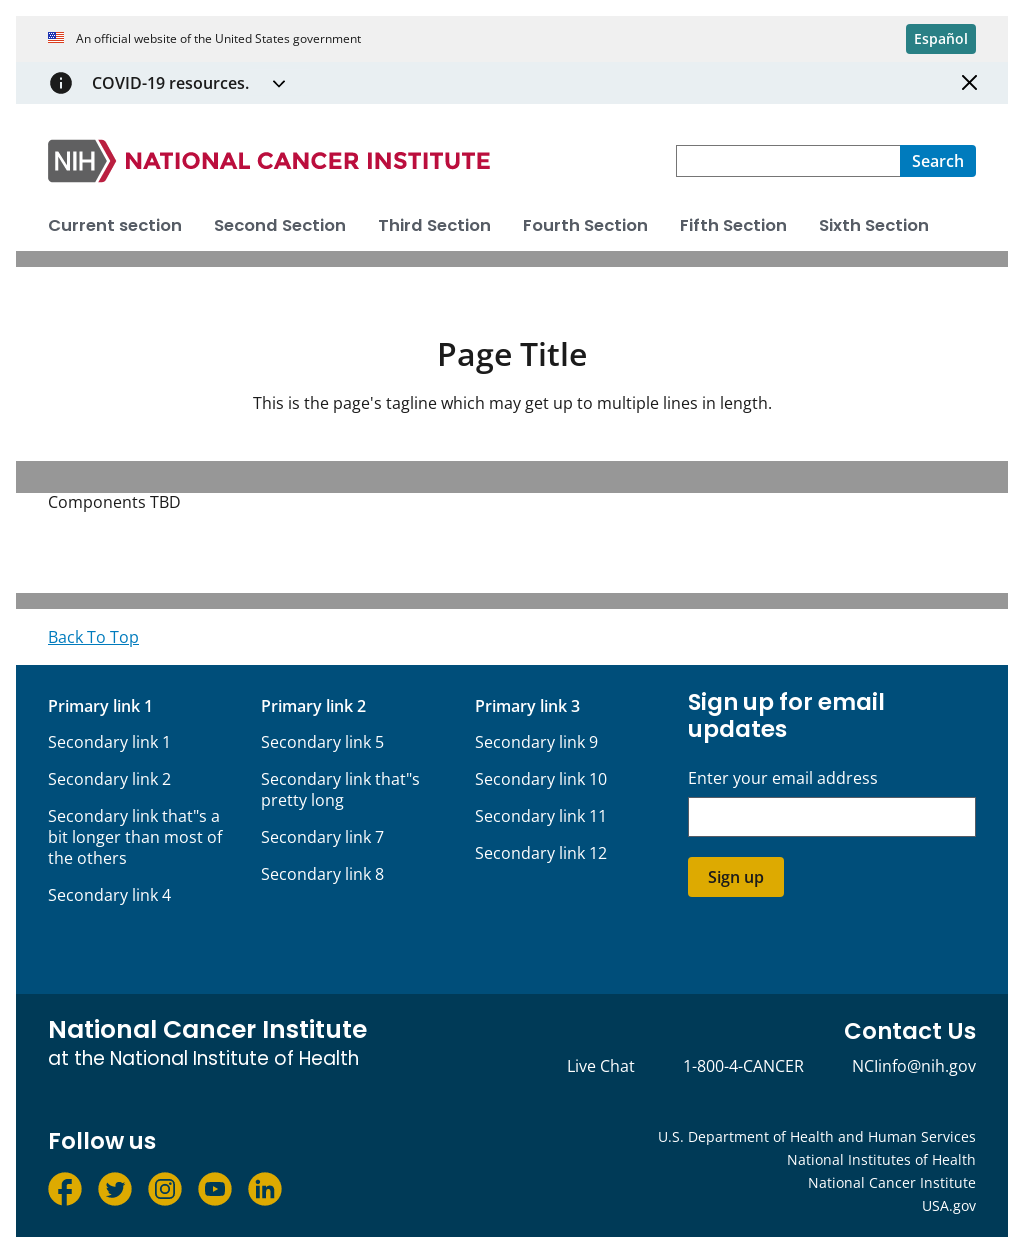 An official website of the United States government
Español
COVID-19 resources.
NIH NATIONAL CANCER INSTITUTE
Search
Current section
Second Section
Third Section
Fourth Section
Fifth Section
Sixth Section
Page Title
This is the page's tagline which may get up to multiple lines in length.
Components TBD
Back To Top
Primary link 1
Secondary link 1
Secondary link 2
Secondary link that"s a
bit longer than most of
the others
Secondary link 4
Primary link 2
Secondary link 5
Secondary link that"s
pretty long
Secondary link 7
Secondary link 8
Primary link 3
Secondary link 9
Secondary link 10
Secondary link 11
Secondary link 12
Sign up for email
updates
Enter your email address
Sign up
National Cancer Institute
at the National Institute of Health
Contact Us
Live Chat
1-800-4-CANCER
NCIinfo@nih.gov
Follow us
U.S. Department of Health and Human Services
National Institutes of Health
National Cancer Institute
USA.gov